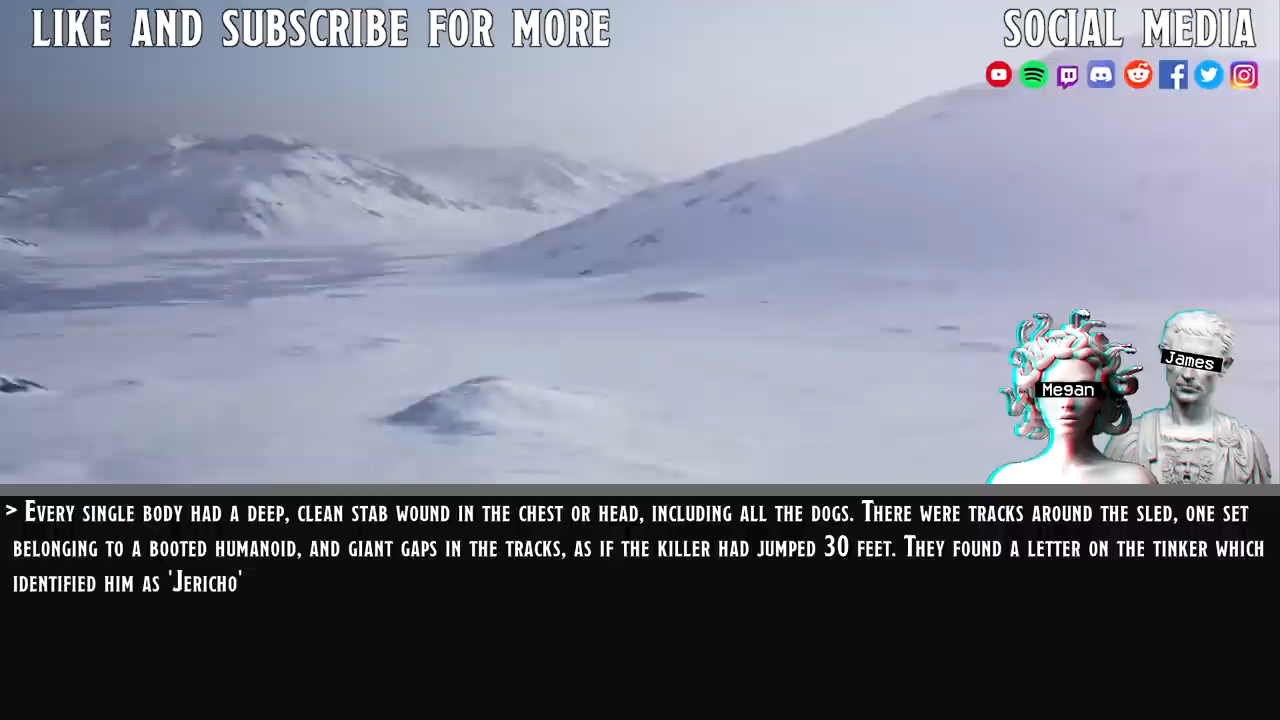 LIKE AND SUBSCRIBE FOR MORE
SOCIAL MEDIA
James
Megan
> Every single body had a deep, clean stab wound in the chest or head, including all the dogs. There were tracks around the sled, one set
belonging to a booted humanoid, and giant gaps in the tracks, as if the killer had jumped 30 feet. They found a letter on the tinker which
identified him as 'Jericho'